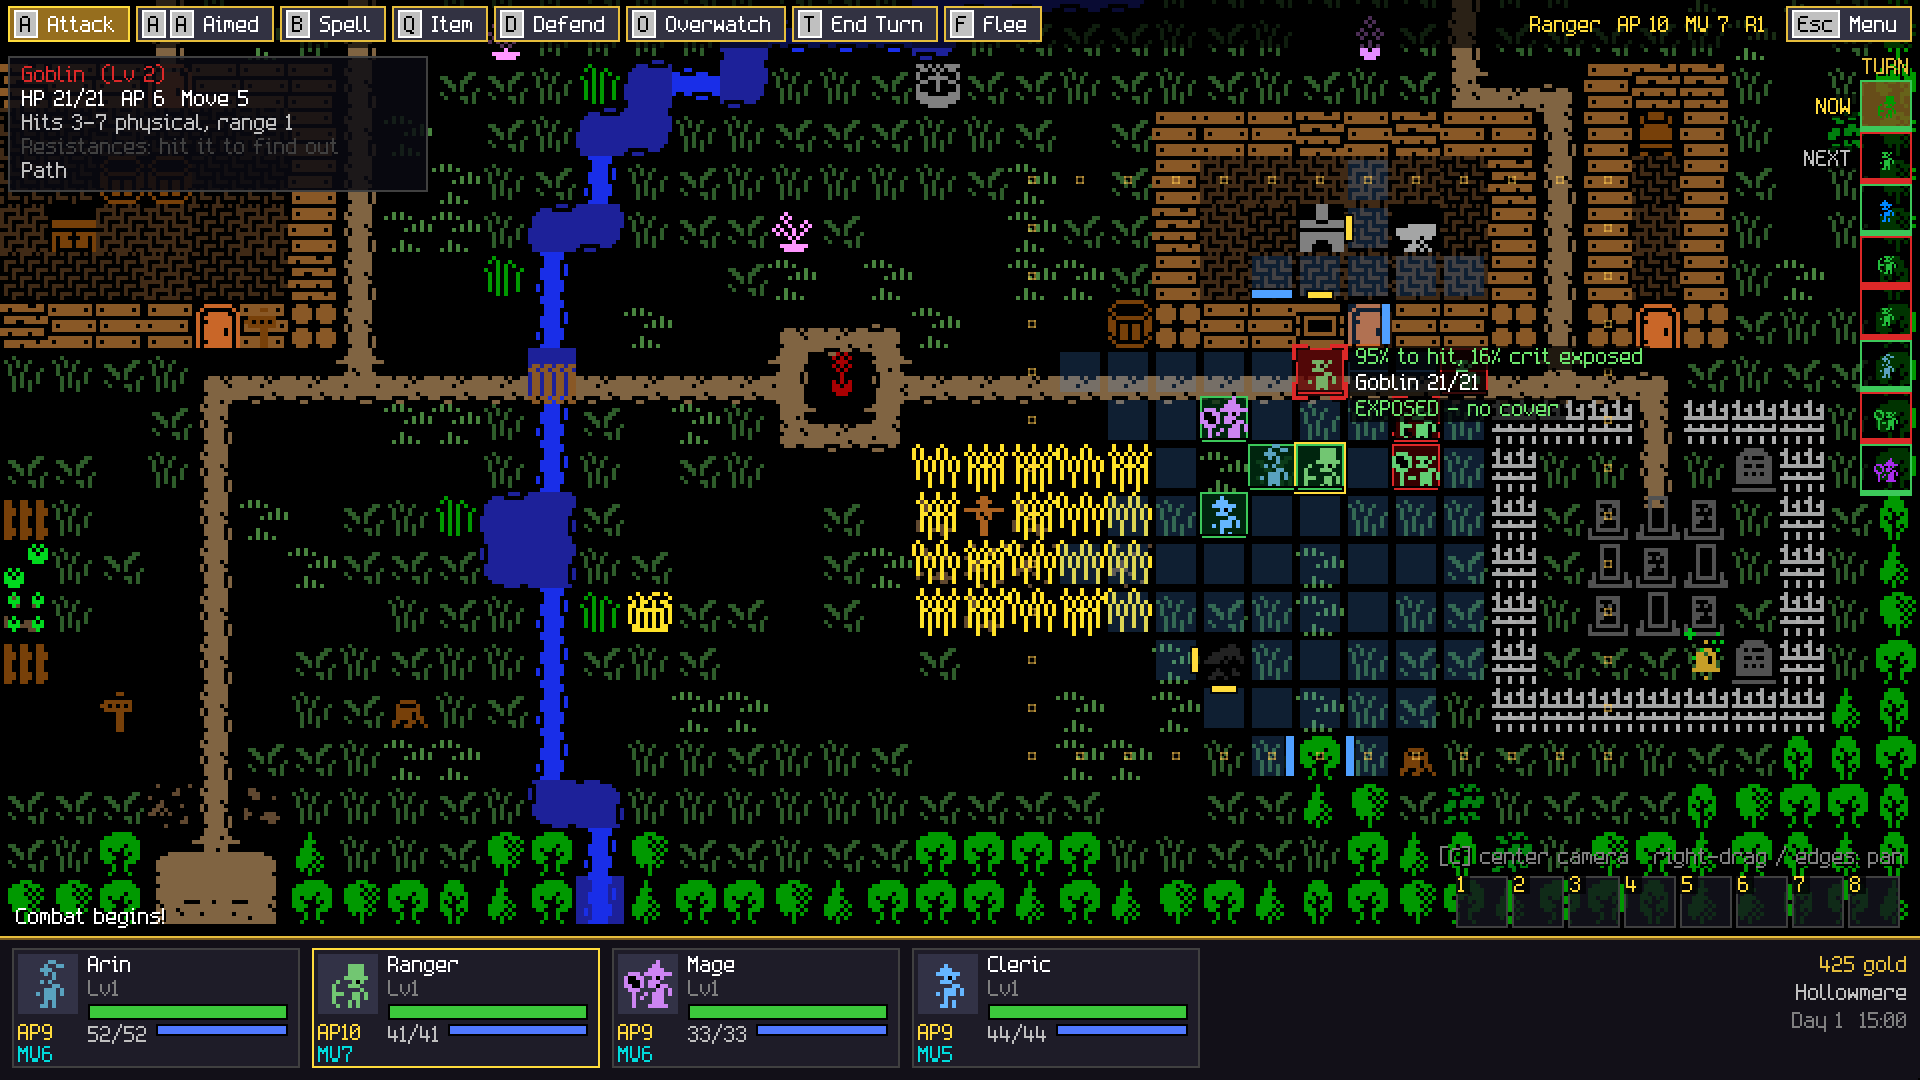 A Attack
A A Aimed
B Spell
Q Item
D Defend
O Overwatch
T End Turn
F Flee
Ranger AP 10 MV 7 R1
Esc Menu
Goblin (Lv 2)
HP 21/21 AP 6 Move 5
Hits 3-7 physical, range 1
Resistances: hit it to find out
Path
TURN
NOW
NEXT
95% to hit, 16% crit exposed
Goblin 21/21
EXPOSED - no cover
[C] center camera right-drag / edges pan
1 2 3 4 5 6 7 8
Combat begins!
Arin
Lv1
AP9 52/52
MV6
Ranger
Lv1
AP10 41/41
MV7
Mage
Lv1
AP9 33/33
MV6
Cleric
Lv1
AP9 44/44
MV5
425 gold
Hollowmere
Day 1 15:00